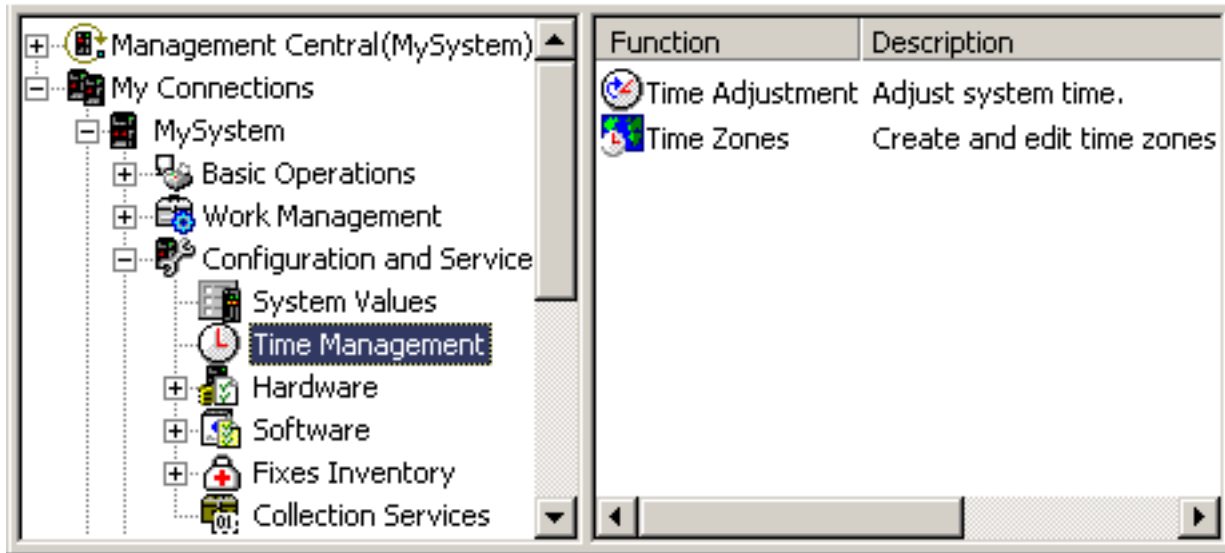 Management Central(MySystem)
My Connections
MySystem
Basic Operations
Work Management
Configuration and Service
System Values
Time Management
Hardware
Software
Fixes Inventory
Collection Services
Function Description
Time Adjustment Adjust system time.
Time Zones Create and edit time zones